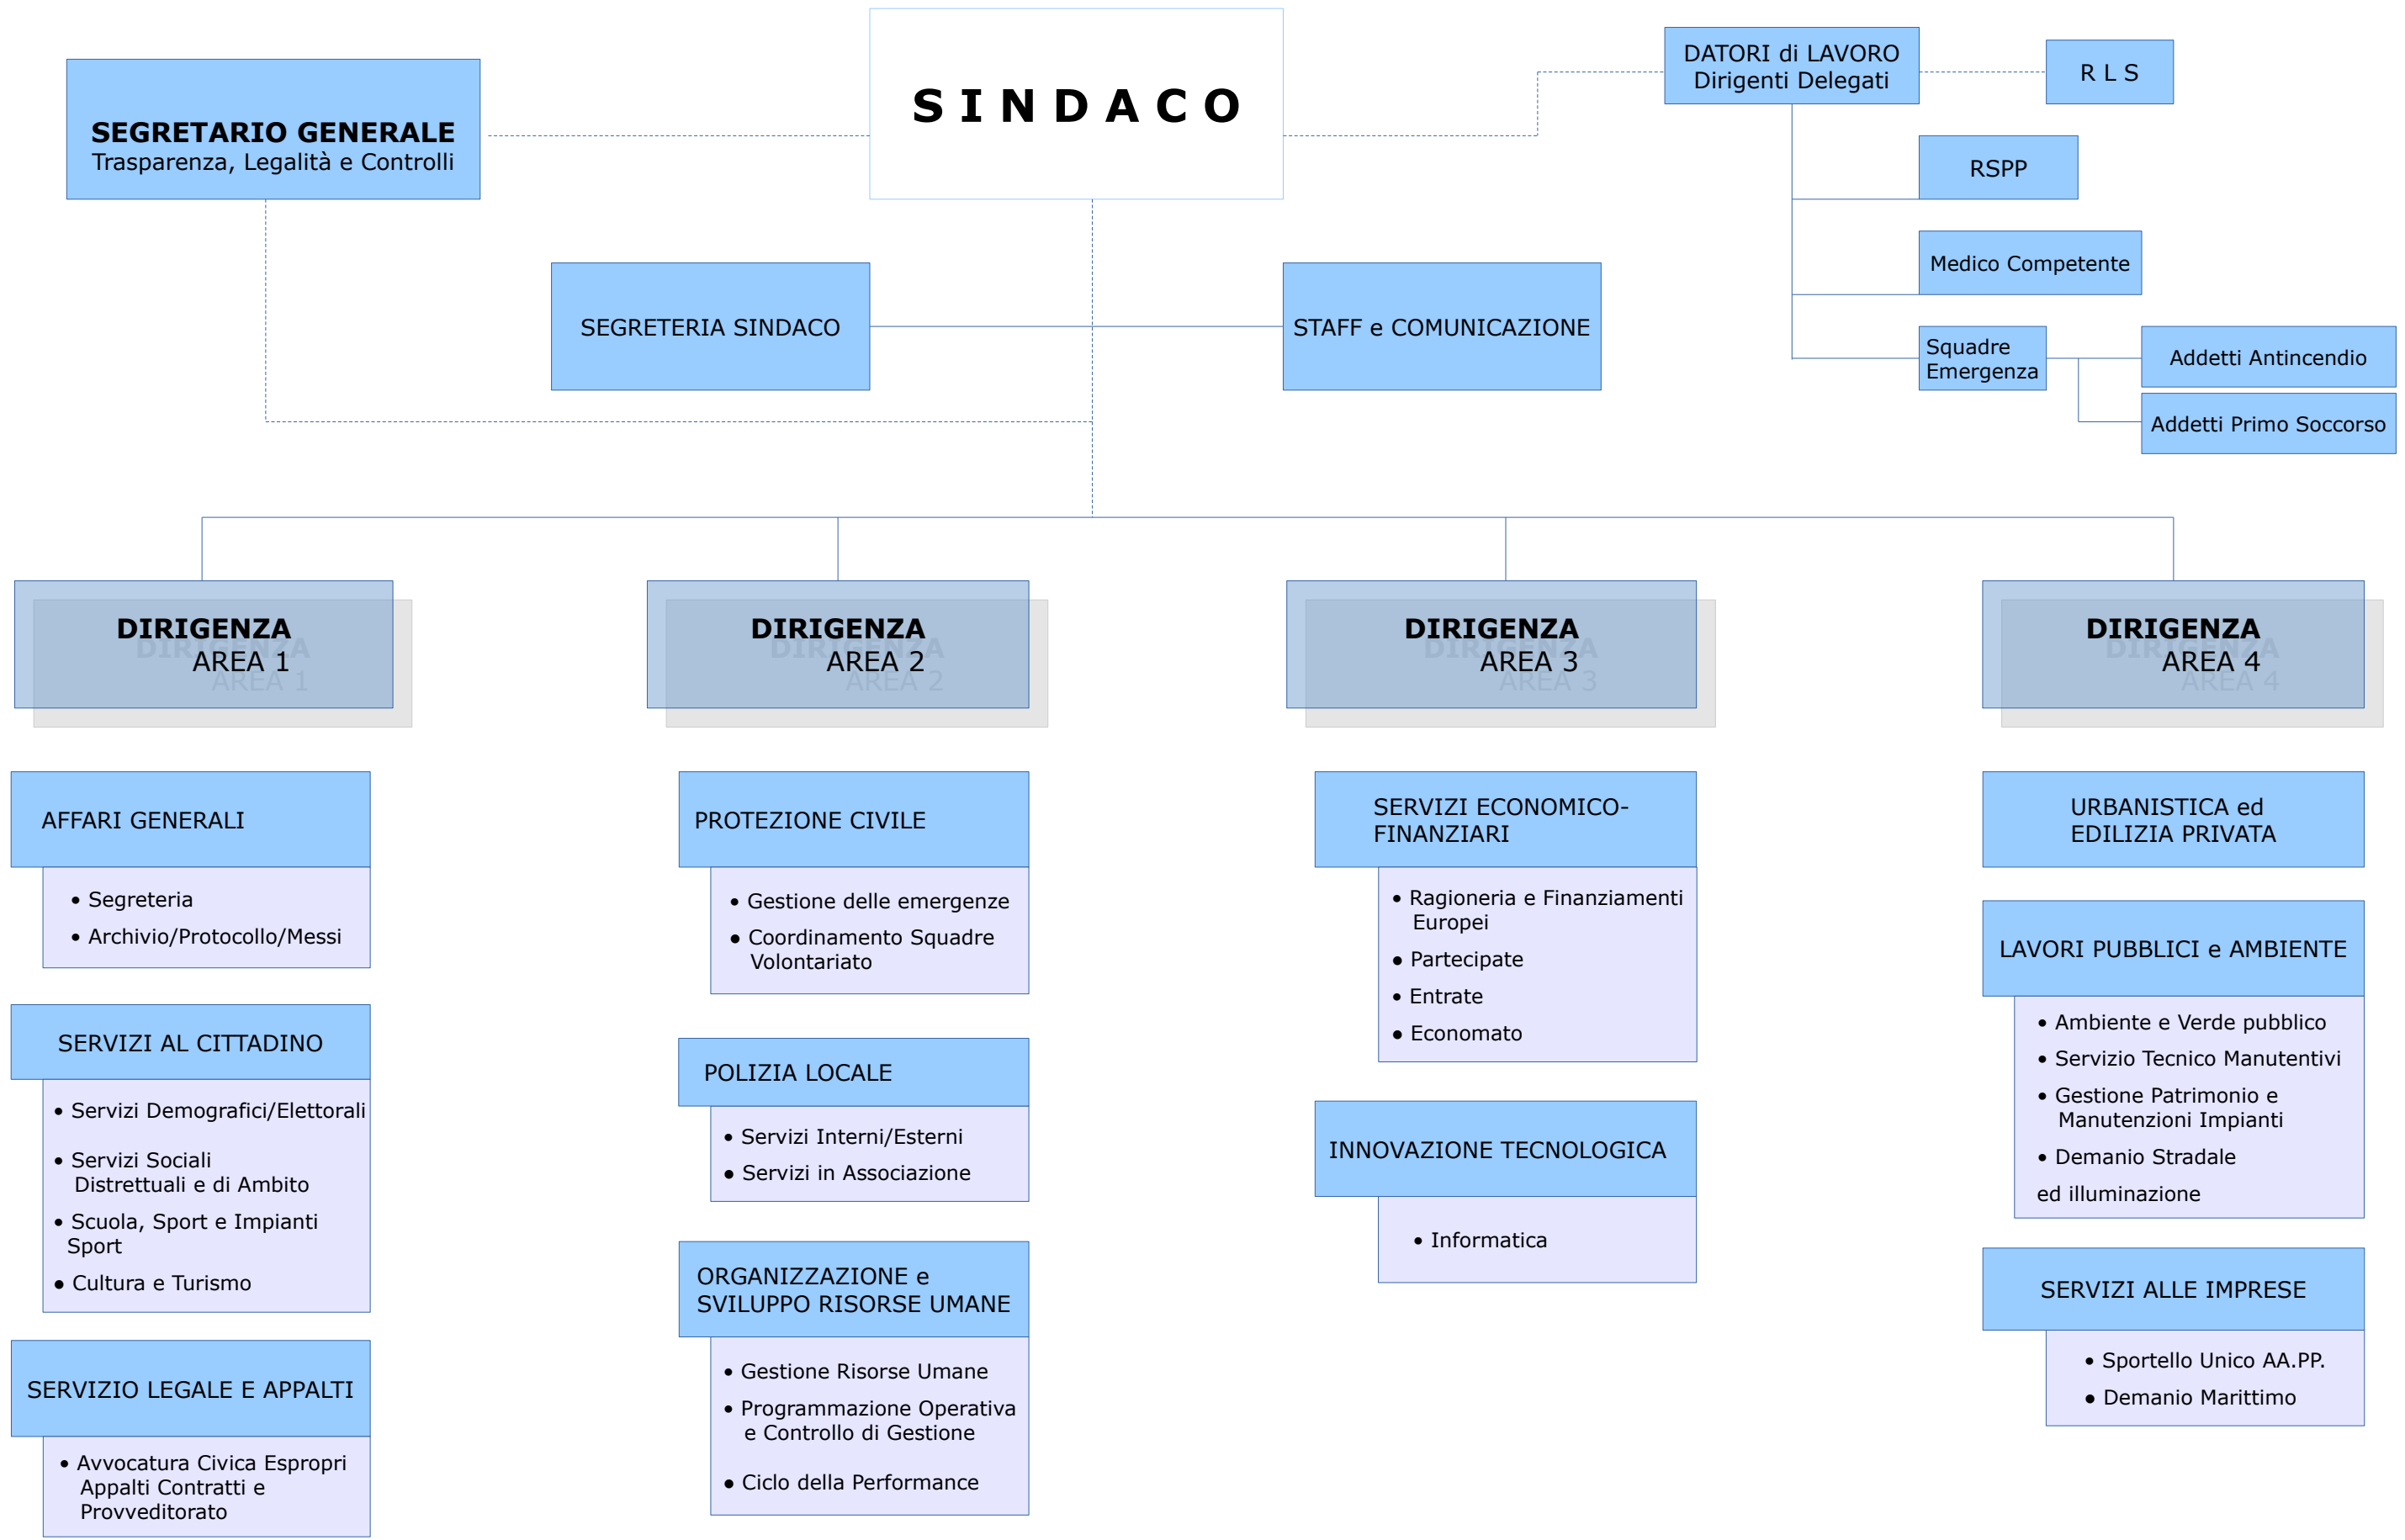 S I N D A C O
SEGRETARIO GENERALE
Trasparenza, Legalità e Controlli
DATORI di LAVORO
Dirigenti Delegati
R L S
RSPP
Medico Competente
Squadre
Emergenza
Addetti Antincendio
Addetti Primo Soccorso
SEGRETERIA SINDACO
STAFF e COMUNICAZIONE
DIRIGENZA
AREA 1
AFFARI GENERALI
• Segreteria
• Archivio/Protocollo/Messi
SERVIZI AL CITTADINO
• Servizi Demografici/Elettorali
• Servizi Sociali
Distrettuali e di Ambito
• Scuola, Sport e Impianti
Sport
• Cultura e Turismo
SERVIZIO LEGALE E APPALTI
• Avvocatura Civica Espropri
Appalti Contratti e
Provveditorato
DIRIGENZA
AREA 2
PROTEZIONE CIVILE
• Gestione delle emergenze
• Coordinamento Squadre
Volontariato
POLIZIA LOCALE
• Servizi Interni/Esterni
• Servizi in Associazione
ORGANIZZAZIONE e
SVILUPPO RISORSE UMANE
• Gestione Risorse Umane
• Programmazione Operativa
e Controllo di Gestione
• Ciclo della Performance
DIRIGENZA
AREA 3
SERVIZI ECONOMICO-
FINANZIARI
• Ragioneria e Finanziamenti
Europei
• Partecipate
• Entrate
• Economato
INNOVAZIONE TECNOLOGICA
• Informatica
DIRIGENZA
AREA 4
URBANISTICA ed
EDILIZIA PRIVATA
LAVORI PUBBLICI e AMBIENTE
• Ambiente e Verde pubblico
• Servizio Tecnico Manutentivi
• Gestione Patrimonio e
Manutenzioni Impianti
• Demanio Stradale
ed illuminazione
SERVIZI ALLE IMPRESE
• Sportello Unico AA.PP.
• Demanio Marittimo